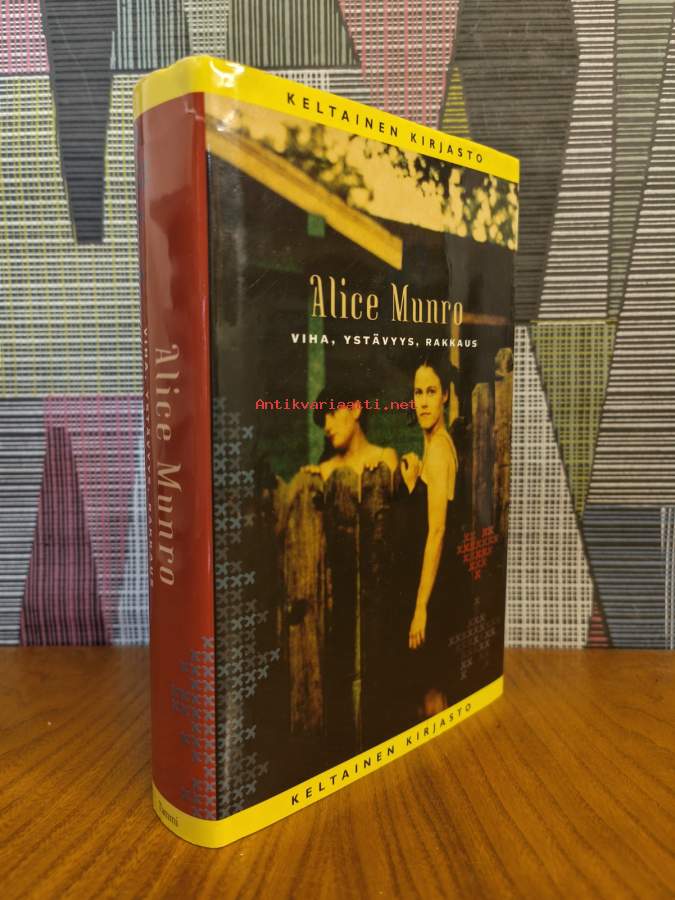 KELTAINEN KIRJASTO
Alice Munro
VIHA, YSTÄVYYS, RAKKAUS
Antikvariaatti.net
KELTAINEN KIRJASTO
Alice Munro
VIHA, YSTÄVYYS, RAKKAUS
Tammi